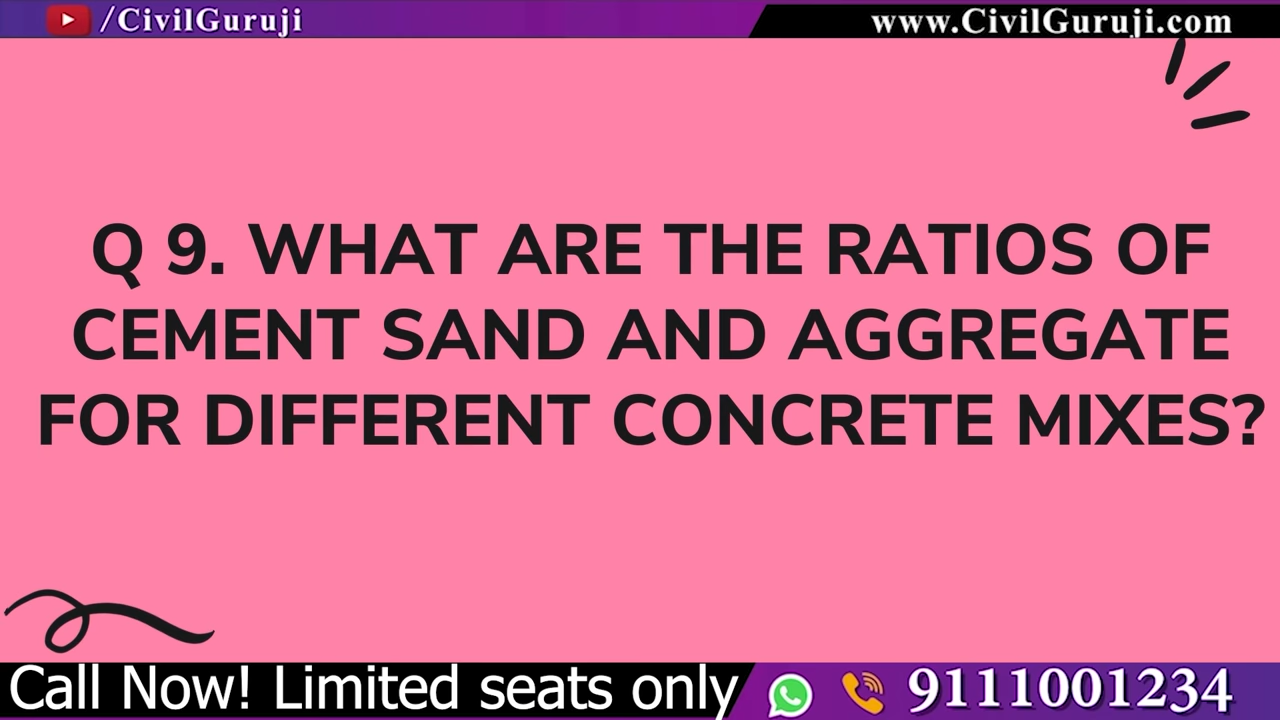 /CivilGuruji
www.CivilGuruji.com
Q 9. WHAT ARE THE RATIOS OF
CEMENT SAND AND AGGREGATE
FOR DIFFERENT CONCRETE MIXES?
Call Now! Limited seats only
9111001234